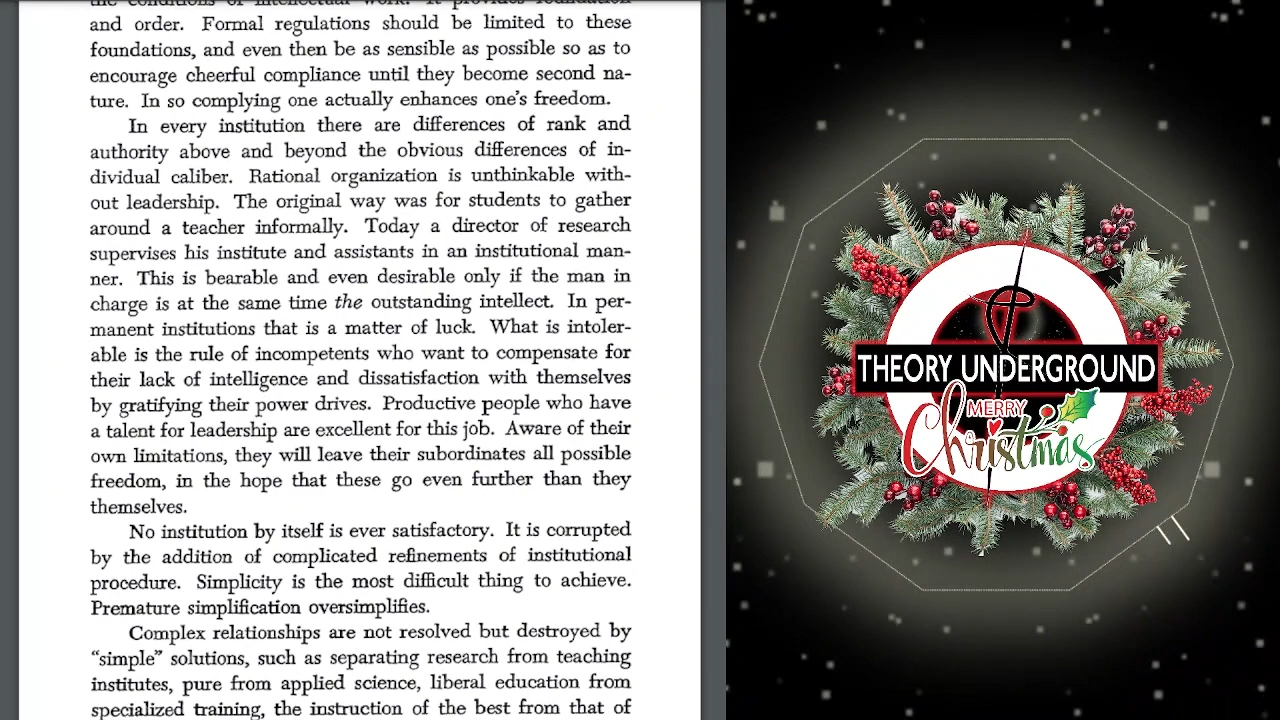 the conditions of intellectual work. It provides foundation
and order. Formal regulations should be limited to these
foundations, and even then be as sensible as possible so as to
encourage cheerful compliance until they become second na-
ture. In so complying one actually enhances one's freedom.
In every institution there are differences of rank and
authority above and beyond the obvious differences of in-
dividual caliber. Rational organization is unthinkable with-
out leadership. The original way was for students to gather
around a teacher informally. Today a director of research
supervises his institute and assistants in an institutional man-
ner. This is bearable and even desirable only if the man in
charge is at the same time the outstanding intellect. In per-
manent institutions that is a matter of luck. What is intoler-
able is the rule of incompetents who want to compensate for
their lack of intelligence and dissatisfaction with themselves
by gratifying their power drives. Productive people who have
a talent for leadership are excellent for this job. Aware of their
own limitations, they will leave their subordinates all possible
freedom, in the hope that these go even further than they
themselves.
No institution by itself is ever satisfactory. It is corrupted
by the addition of complicated refinements of institutional
procedure. Simplicity is the most difficult thing to achieve.
Premature simplification oversimplifies.
Complex relationships are not resolved but destroyed by
“simple” solutions, such as separating research from teaching
institutes, pure from applied science, liberal education from
specialized training, the instruction of the best from that of
THEORY UNDERGROUND
MERRY
Christmas